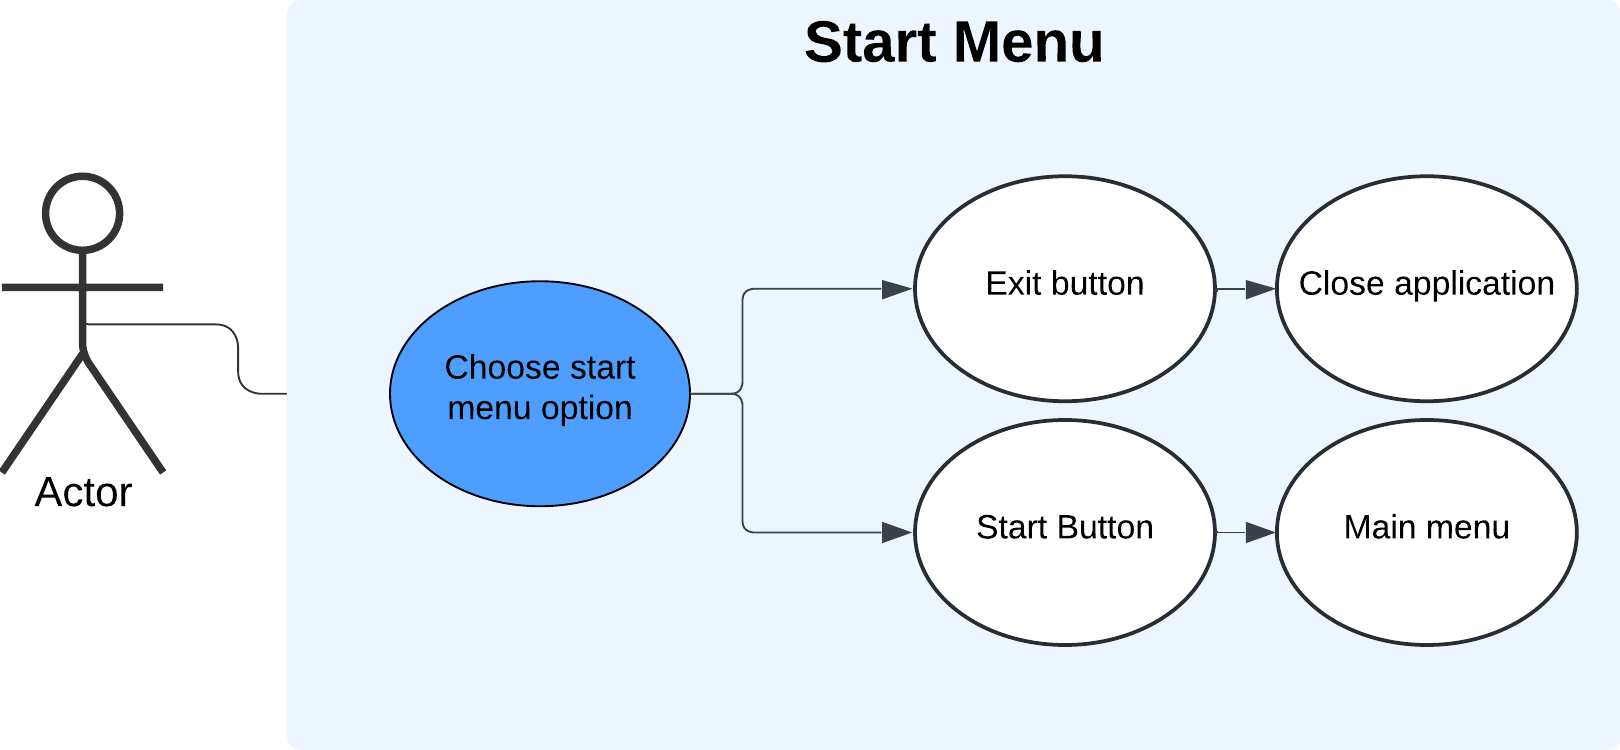 Start Menu
Actor
Choose start
menu option
Exit button
Close application
Start Button
Main menu